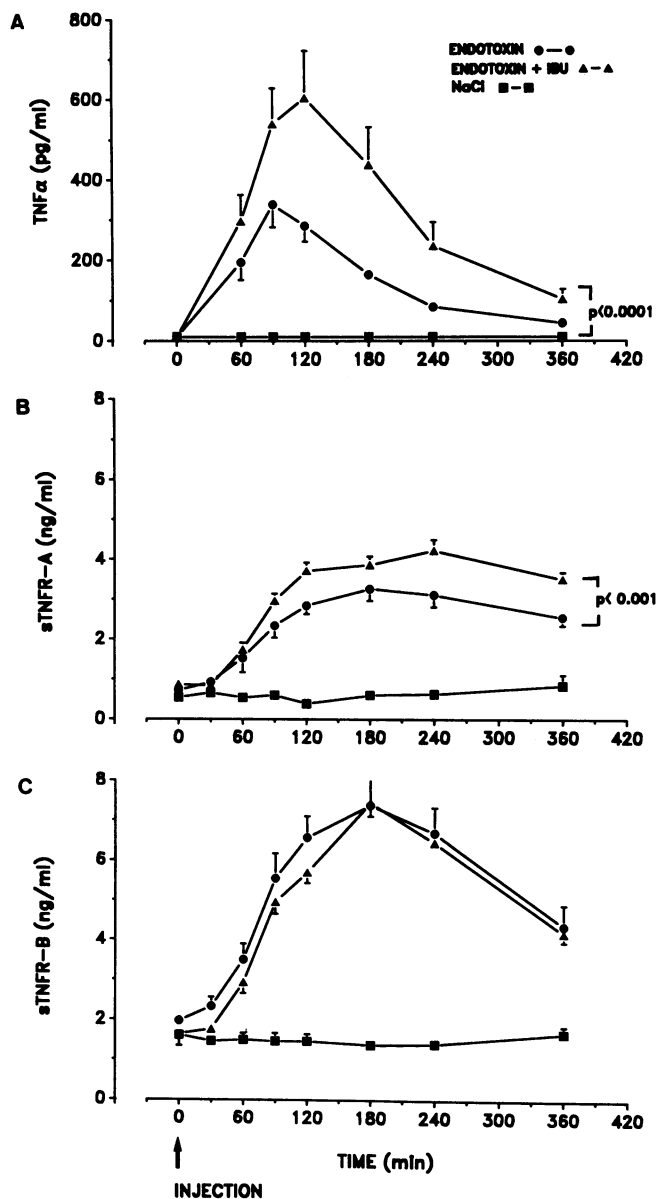 A
800
600
400
200
0
TNFα (pg/ml)
ENDOTOXIN
ENDOTOXIN + IBU
NaCl
p<0.0001
0 60 120 180 240 300 360 420
B
8
6
4
2
0
sTNFR-A (ng/ml)
p< 0.001
0 60 120 180 240 300 360 420
C
8
6
4
2
0
sTNFR-B (ng/ml)
0 60 120 180 240 300 360 420
TIME (min)
INJECTION